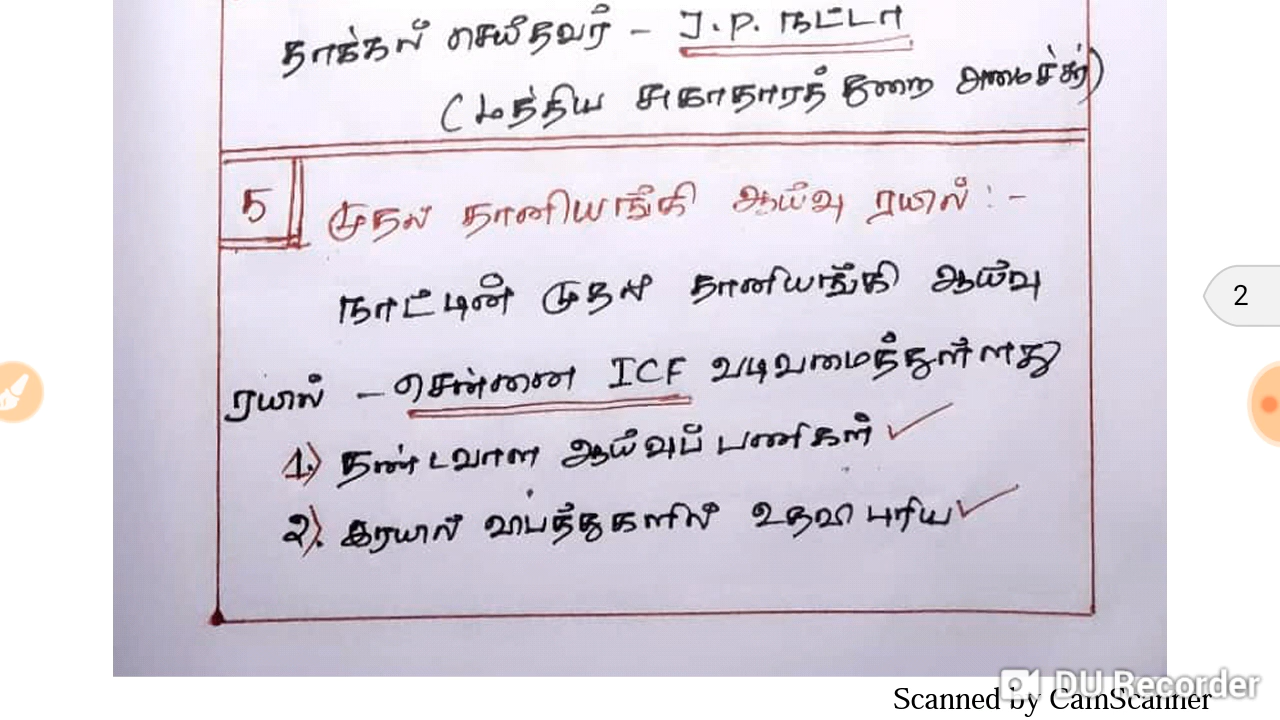 தாக்கல் செய்தவர் - J.P. நட்டா
(மத்திய சுகாதாரத் துறை அமைச்சர்)
5 முதல் தானியங்கி ஆய்வு ரயில் : -
நாட்டின் முதல் தானியங்கி ஆய்வு
ரயில் - சென்னை ICF வடிவமைத்துள்ளது
1) தண்டவாள ஆய்வுப் பணிகள்
2) இரயில் விபத்துகளில் உதவி புரிய
2
DU Recorder
Scanned by CamScanner